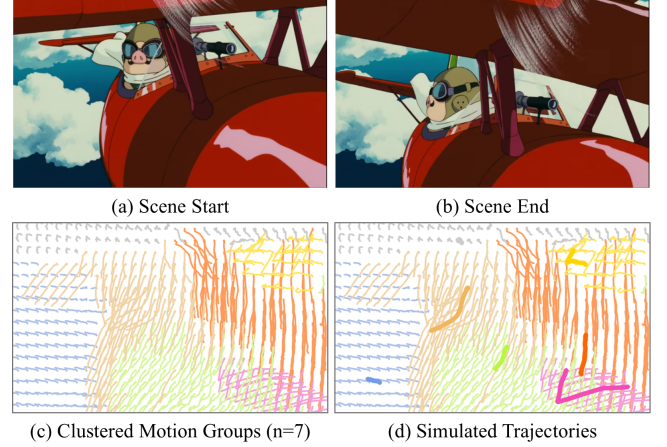 (a) Scene Start
(b) Scene End
(c) Clustered Motion Groups (n=7)
(d) Simulated Trajectories